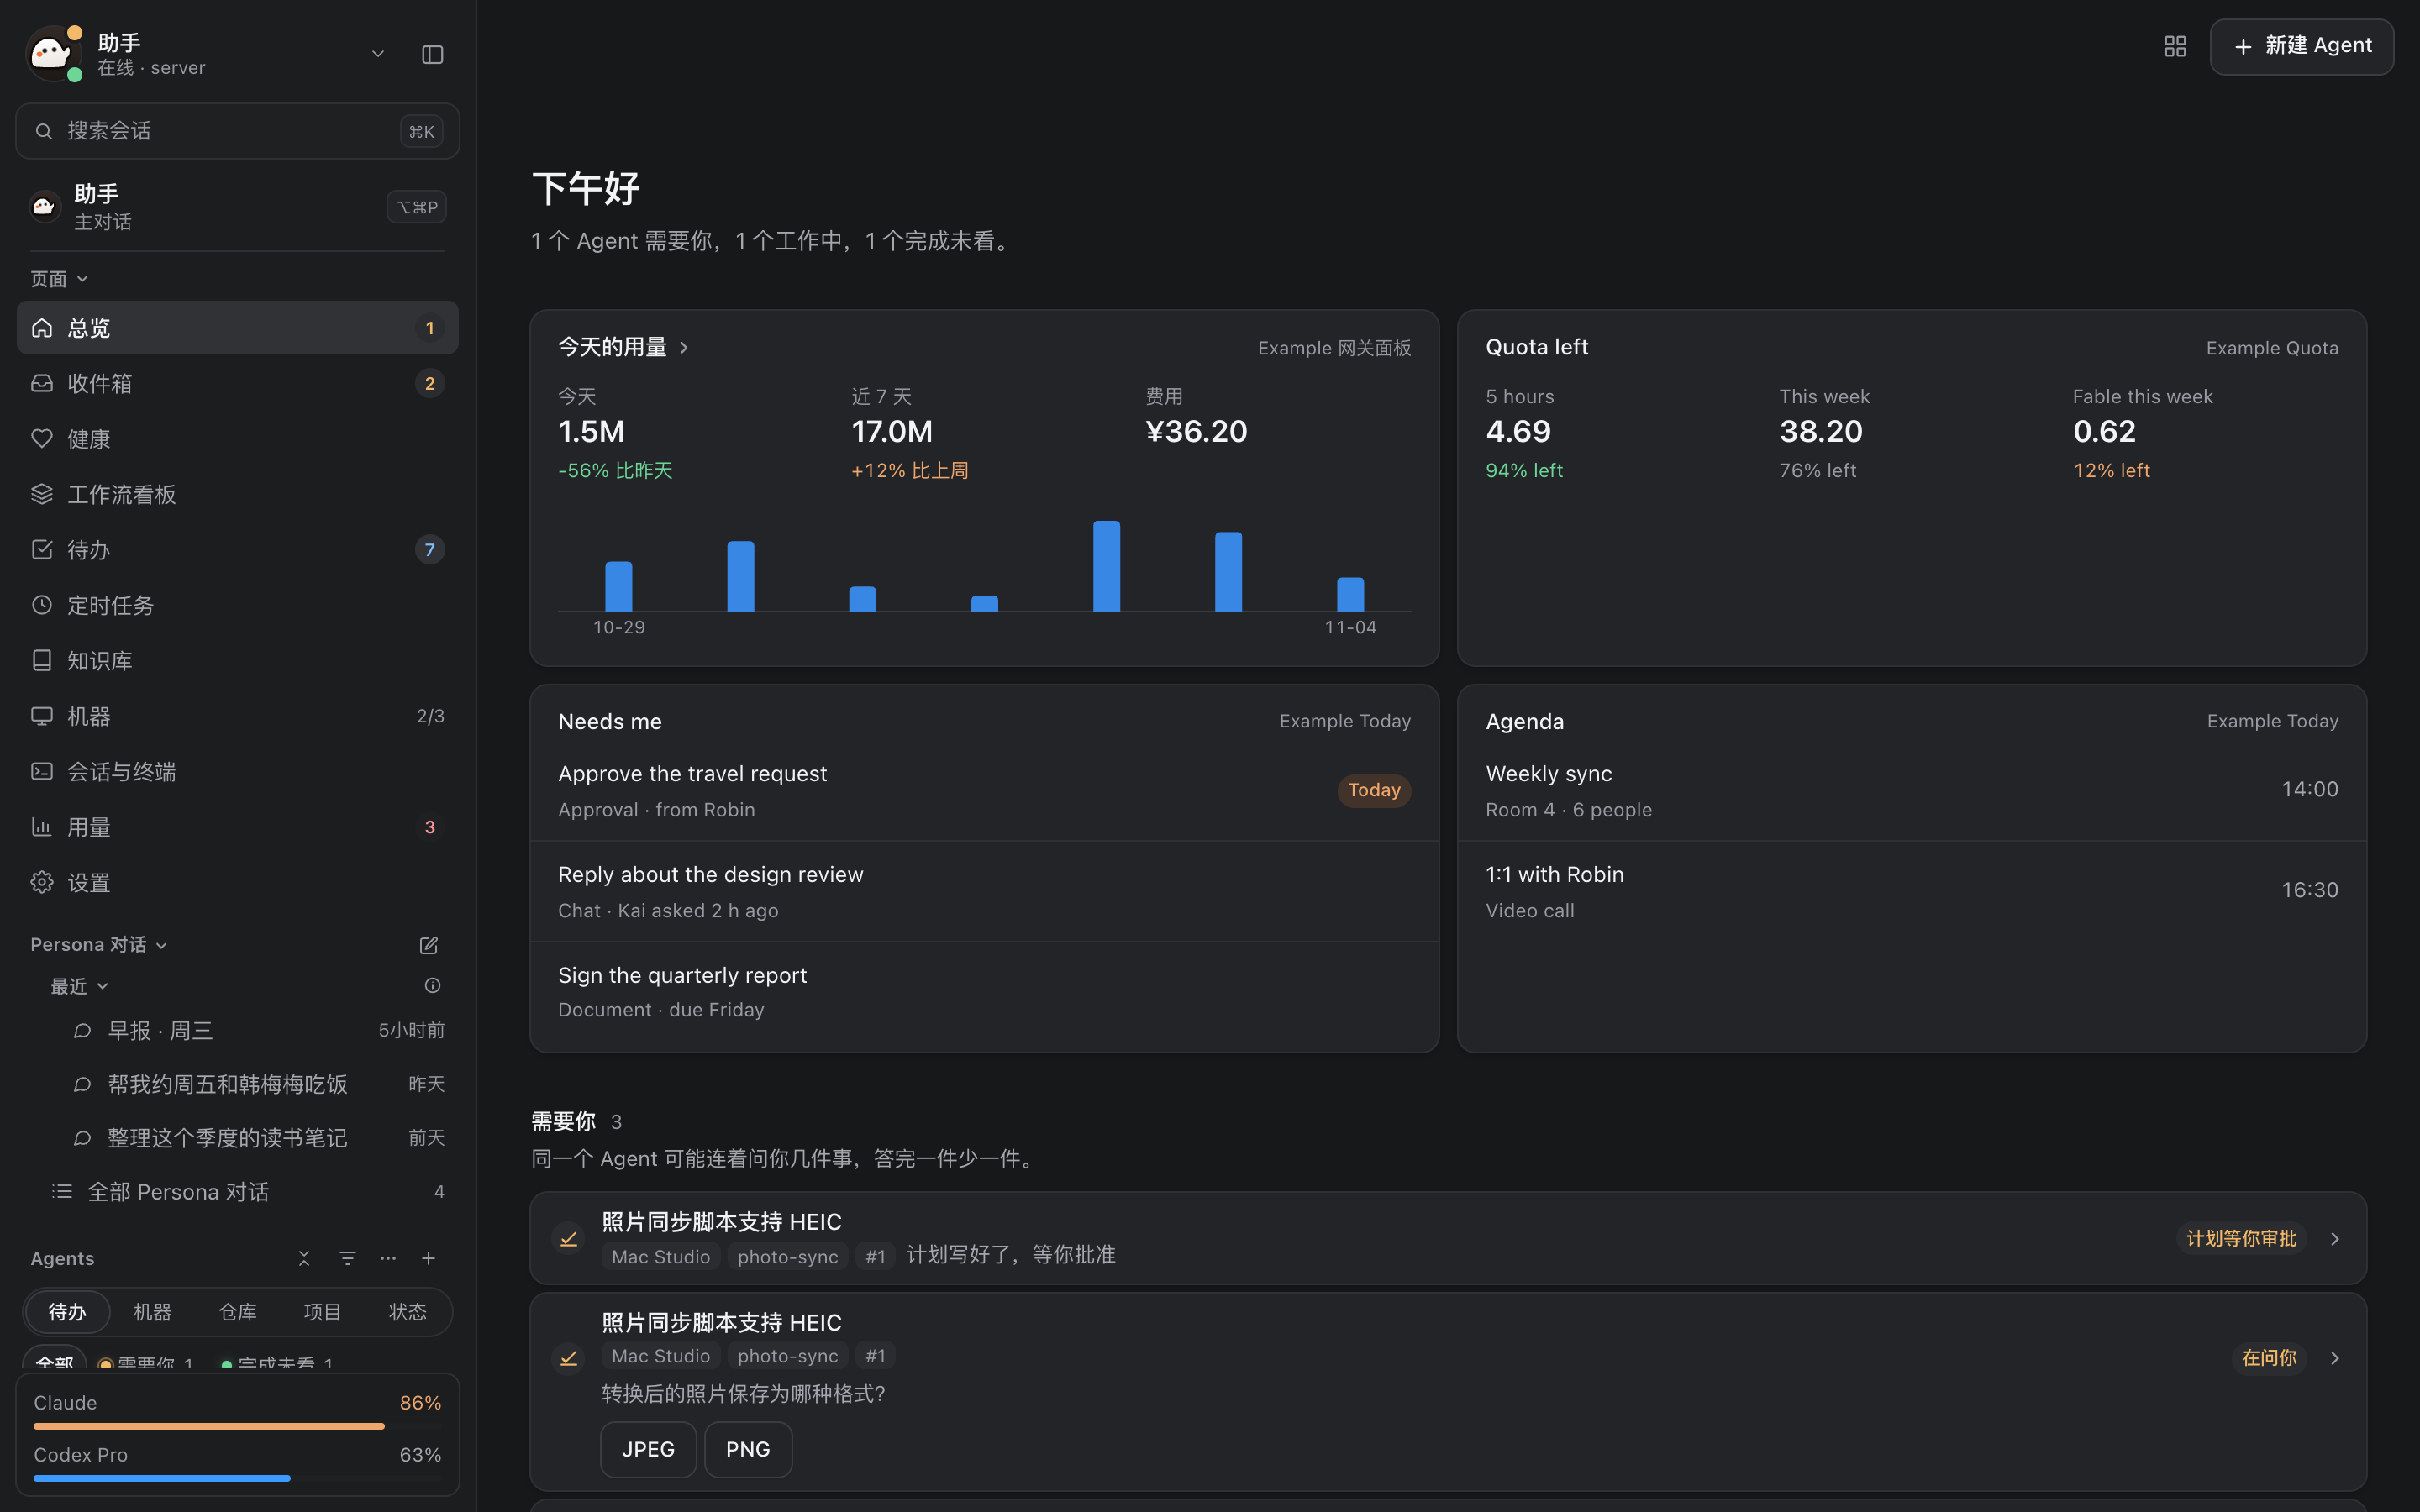 助手
在线 · server
搜索会话
⌘K
助手
主对话
⌥⌘P
页面
总览
1
收件箱
2
健康
工作流看板
待办
7
定时任务
知识库
机器
2/3
会话与终端
用量
3
设置
Persona 对话
最近
早报 · 周三
5小时前
帮我约周五和韩梅梅吃饭
昨天
整理这个季度的读书笔记
前天
全部 Persona 对话
4
Agents
待办
机器
仓库
项目
状态
全部
需要你 1
完成未看 1
Claude
86%
Codex Pro
63%
新建 Agent
下午好
1 个 Agent 需要你，1 个工作中，1 个完成未看。
今天的用量
Example 网关面板
今天
1.5M
-56% 比昨天
近 7 天
17.0M
+12% 比上周
费用
¥36.20
10-29
11-04
Quota left
Example Quota
5 hours
4.69
94% left
This week
38.20
76% left
Fable this week
0.62
12% left
Needs me
Example Today
Approve the travel request
Approval · from Robin
Today
Reply about the design review
Chat · Kai asked 2 h ago
Sign the quarterly report
Document · due Friday
Agenda
Example Today
Weekly sync
Room 4 · 6 people
14:00
1:1 with Robin
Video call
16:30
需要你 3
同一个 Agent 可能连着问你几件事，答完一件少一件。
照片同步脚本支持 HEIC
Mac Studio photo-sync #1 计划写好了，等你批准
计划等你审批
照片同步脚本支持 HEIC
Mac Studio photo-sync #1
转换后的照片保存为哪种格式？
在问你
JPEG
PNG